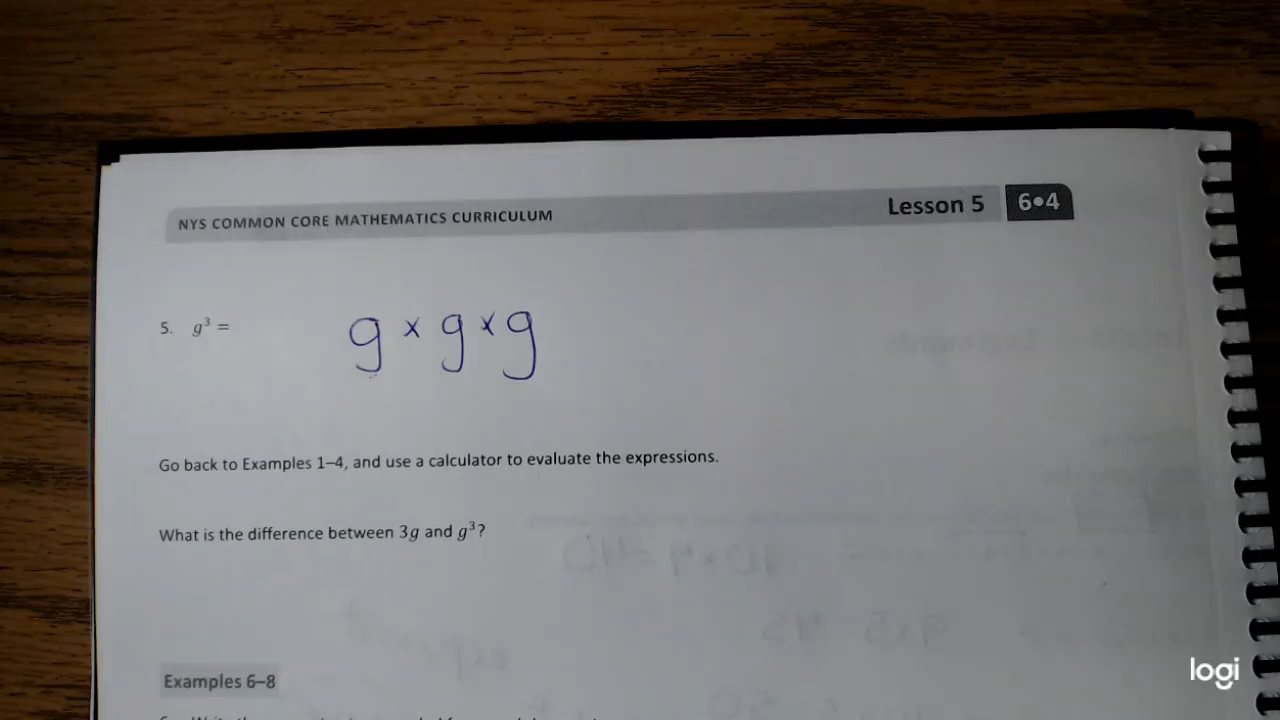 NYS COMMON CORE MATHEMATICS CURRICULUM Lesson 5 6•4
5. g³ = g × g × g
Go back to Examples 1–4, and use a calculator to evaluate the expressions.
What is the difference between 3g and g³?
Examples 6–8
logi